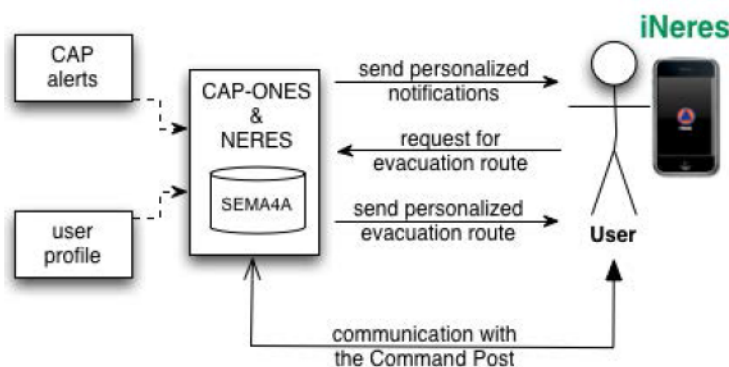 iNeres
CAP
alerts
CAP-ONES
&
NERES
SEMA4A
user
profile
send personalized
notifications
request for
evacuation route
send personalized
evacuation route
User
communication with
the Command Post